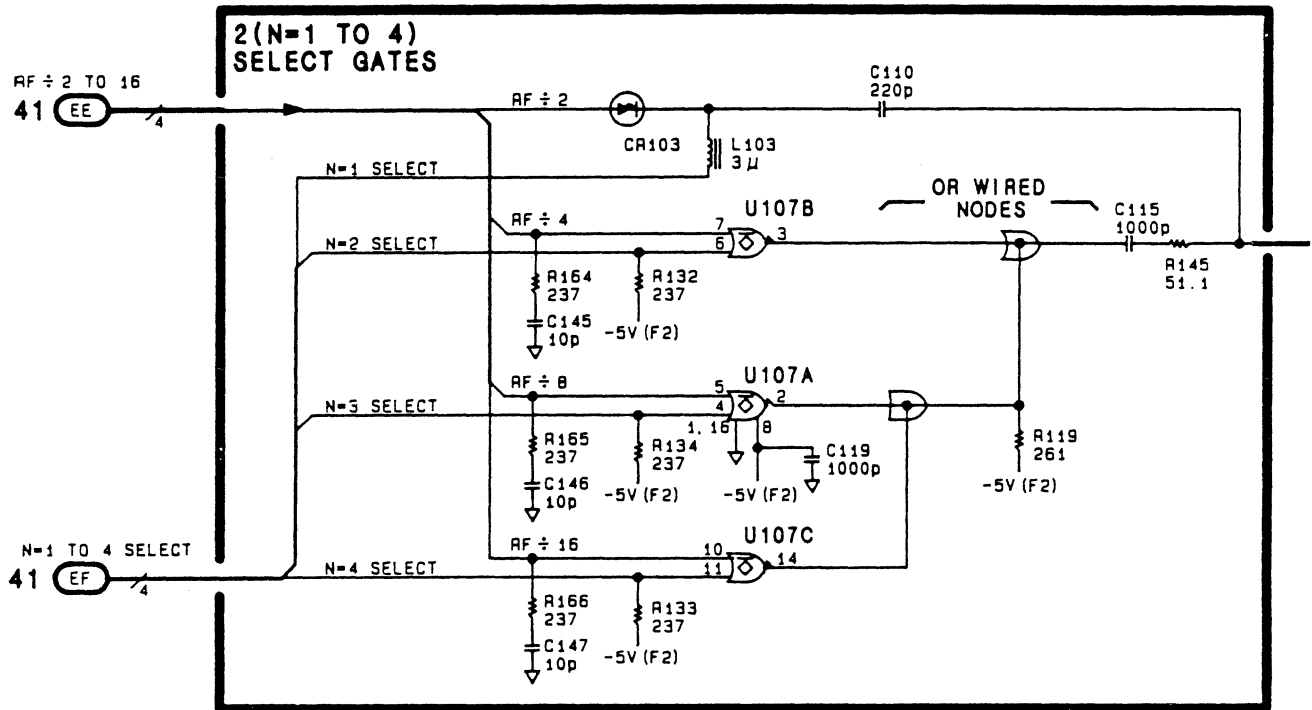 2(N=1 TO 4)
SELECT GATES
RF ÷ 2 TO 16
41 EE
4
RF ÷ 2
CR103
C110
220p
L103
3μ
N=1 SELECT
OR WIRED
NODES
RF ÷ 4
7
U107B
3
N=2 SELECT
6
C115
1000p
R145
51.1
R164
237
C145
10p
R132
237
-5V(F2)
RF ÷ 8
5
U107A
2
N=3 SELECT
4
1, 16
8
R165
237
C146
10p
R134
237
-5V(F2)
-5V(F2)
C119
1000p
R119
261
-5V(F2)
N=1 TO 4 SELECT
41 EF
4
RF ÷ 16
10
U107C
14
N=4 SELECT
11
R166
237
C147
10p
R133
237
-5V(F2)